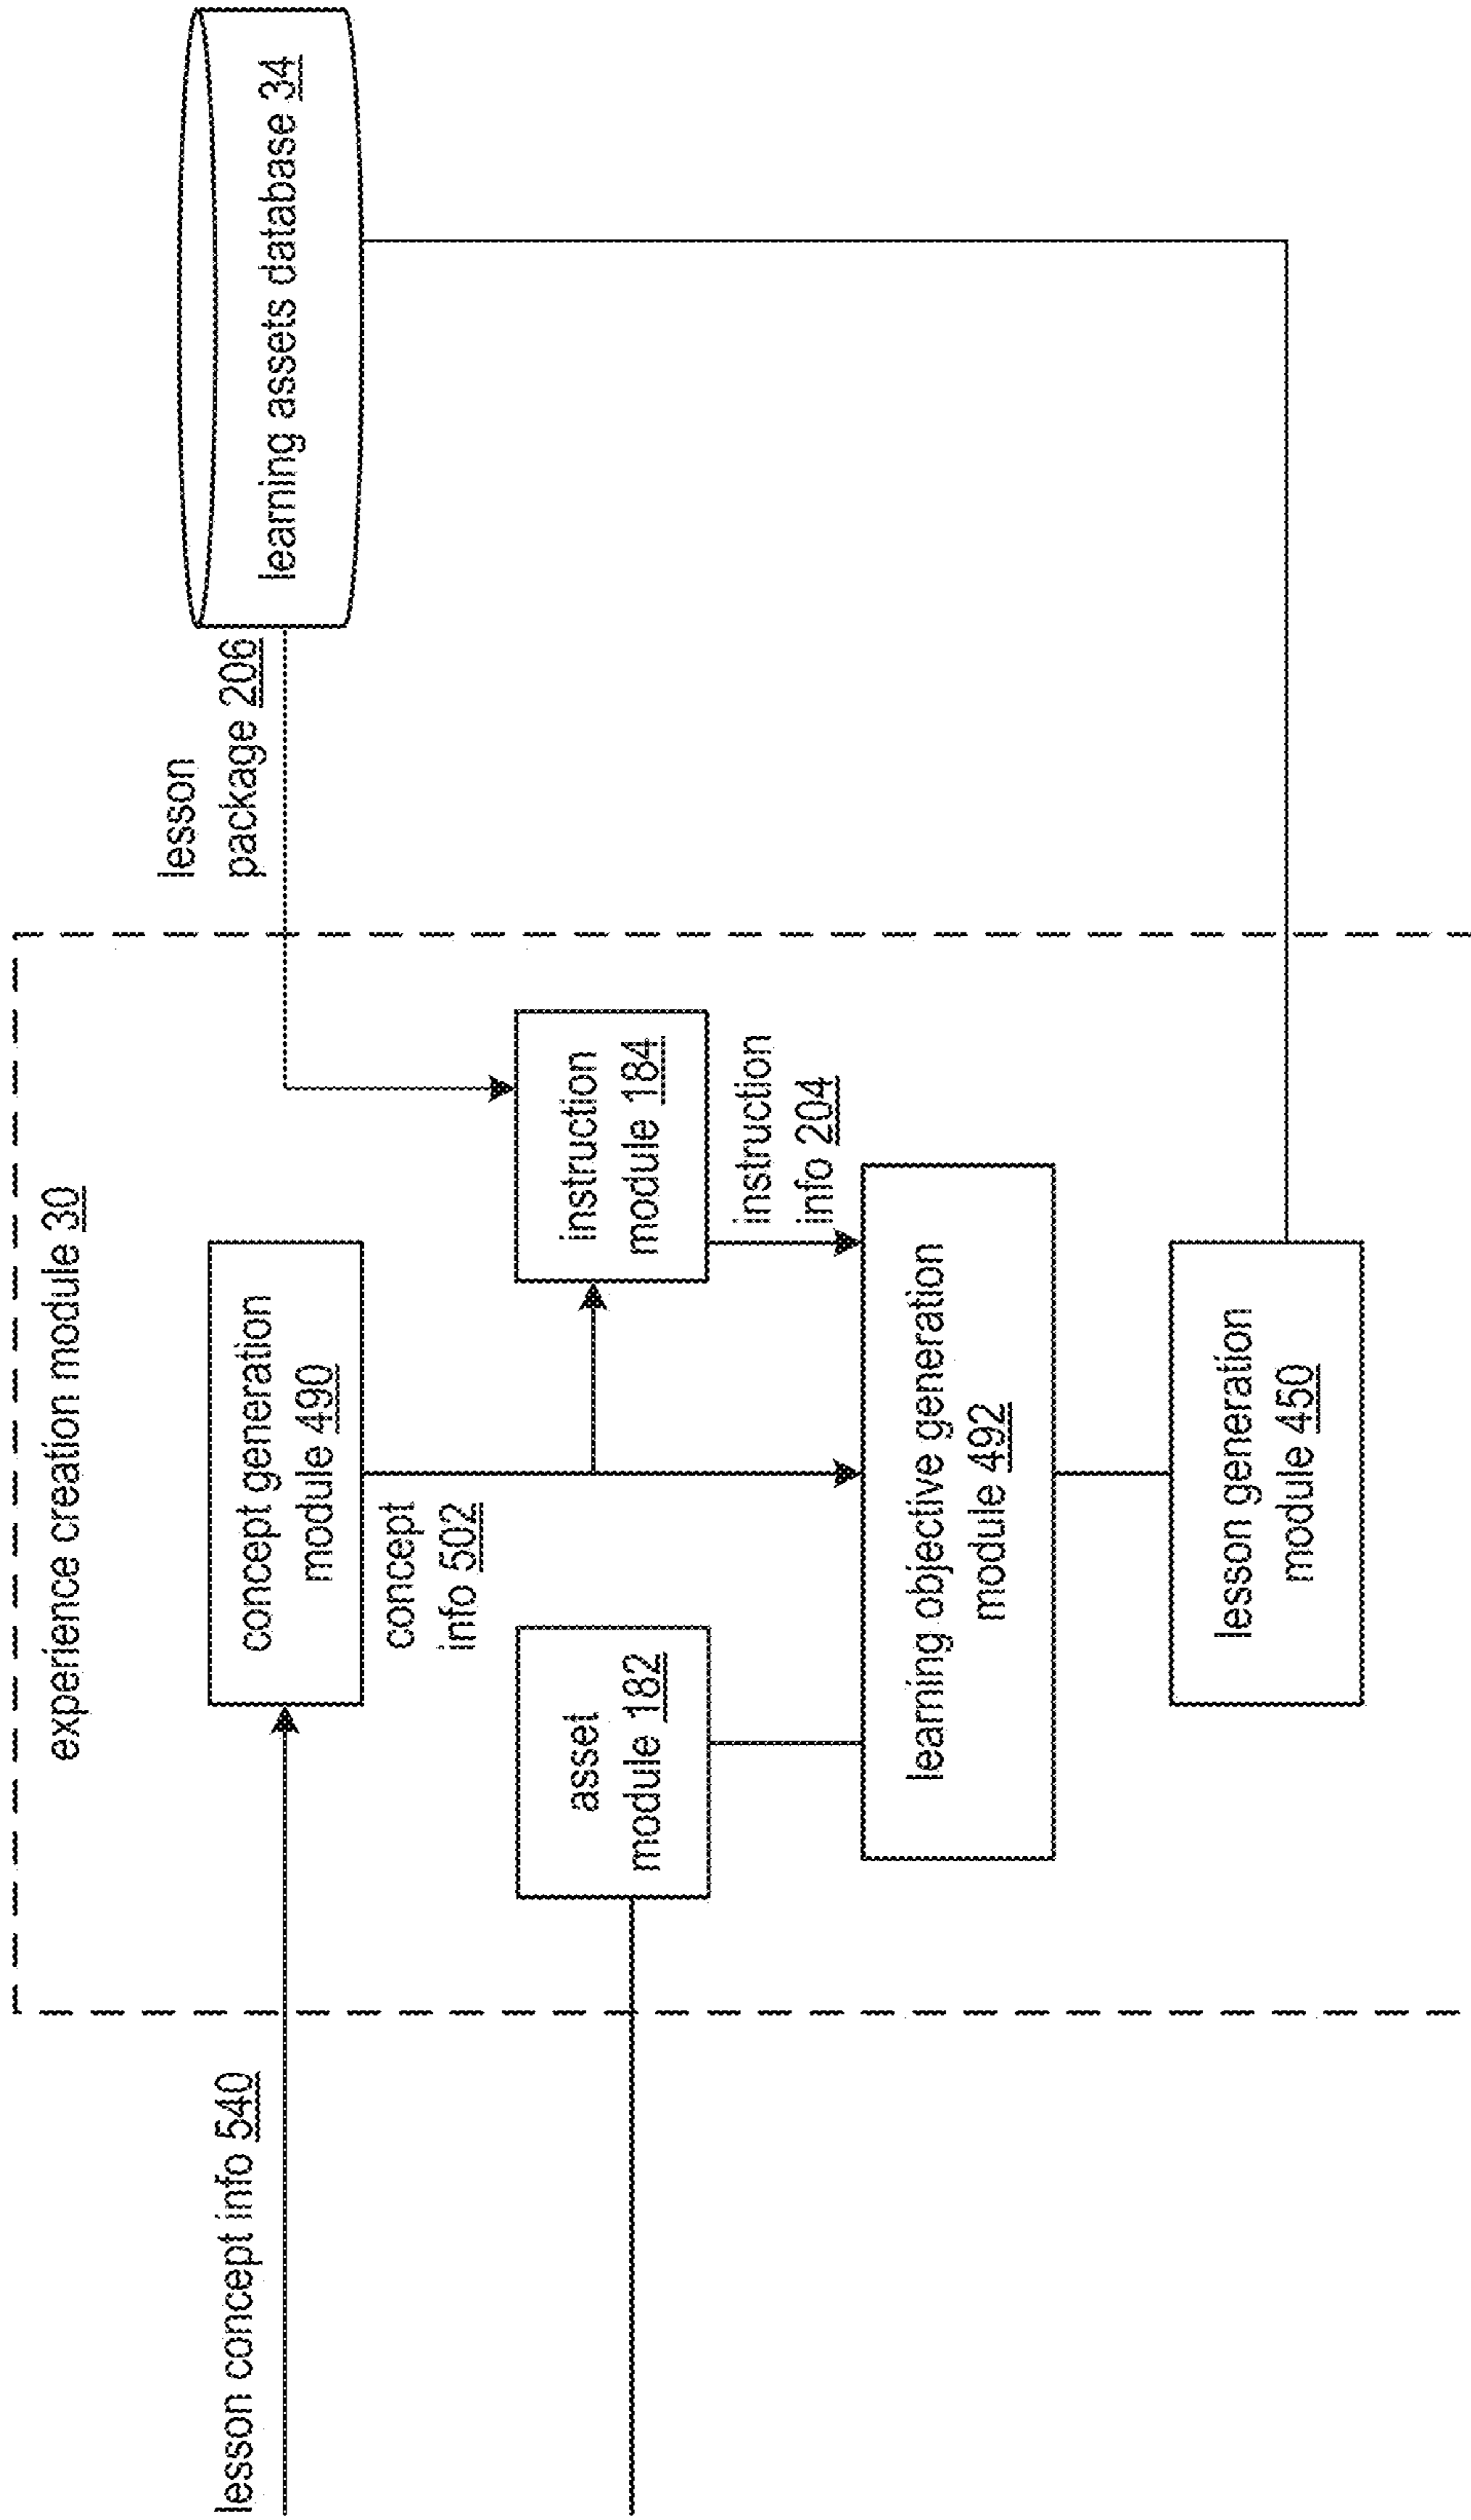 experience creation module 30
lesson concept info 540
concept generation
module 490
lesson
package 206
learning assets database 34
concept
info 502
asset
module 182
instruction
module 184
instruction
info 204
learning objective generation
module 492
lesson generation
module 450